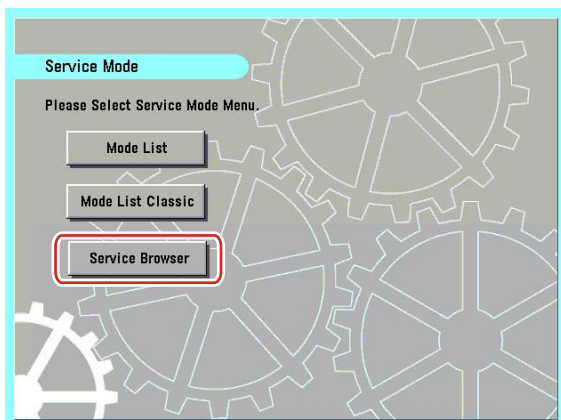 Service Mode
Please Select Service Mode Menu.
Mode List
Mode List Classic
Service Browser